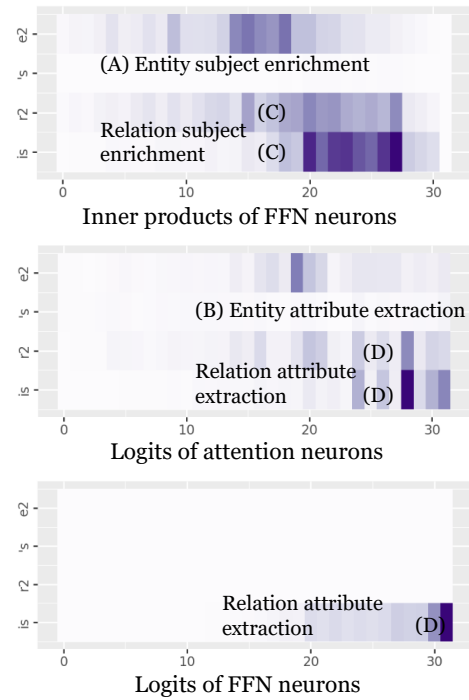 e2
's
r2
is
(A) Entity subject enrichment
(C)
Relation subject
enrichment
(C)
0 10 20 30
Inner products of FFN neurons
e2
's
r2
is
(B) Entity attribute extraction
(D)
Relation attribute
extraction
(D)
0 10 20 30
Logits of attention neurons
e2
's
r2
is
Relation attribute
extraction
(D)
0 10 20 30
Logits of FFN neurons